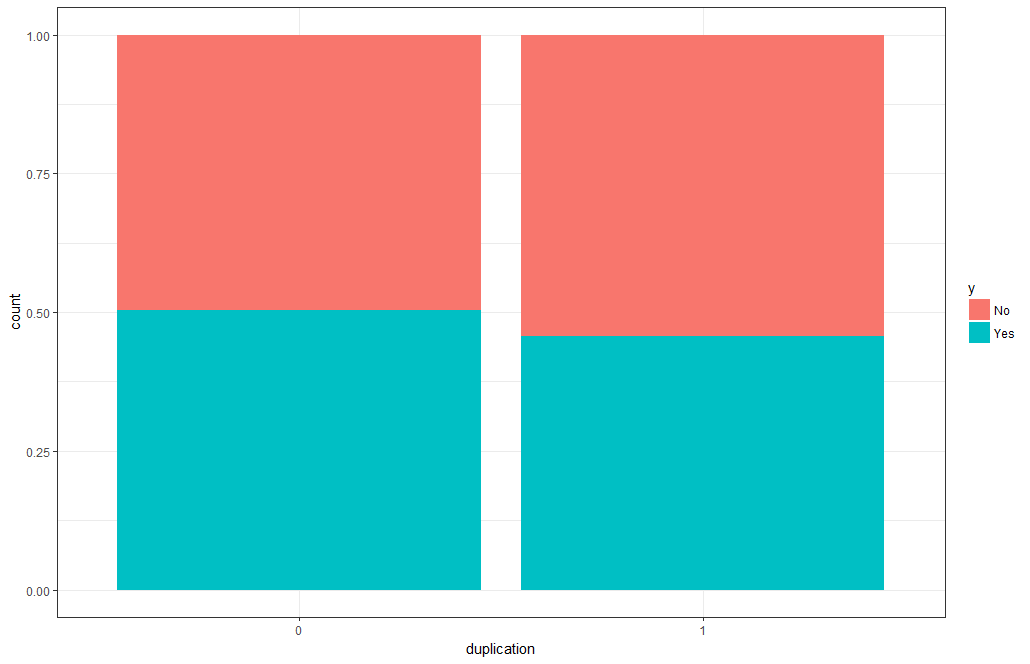 1.00
0.75
0.50
0.25
0.00
count
0
1
duplication
y
No
Yes